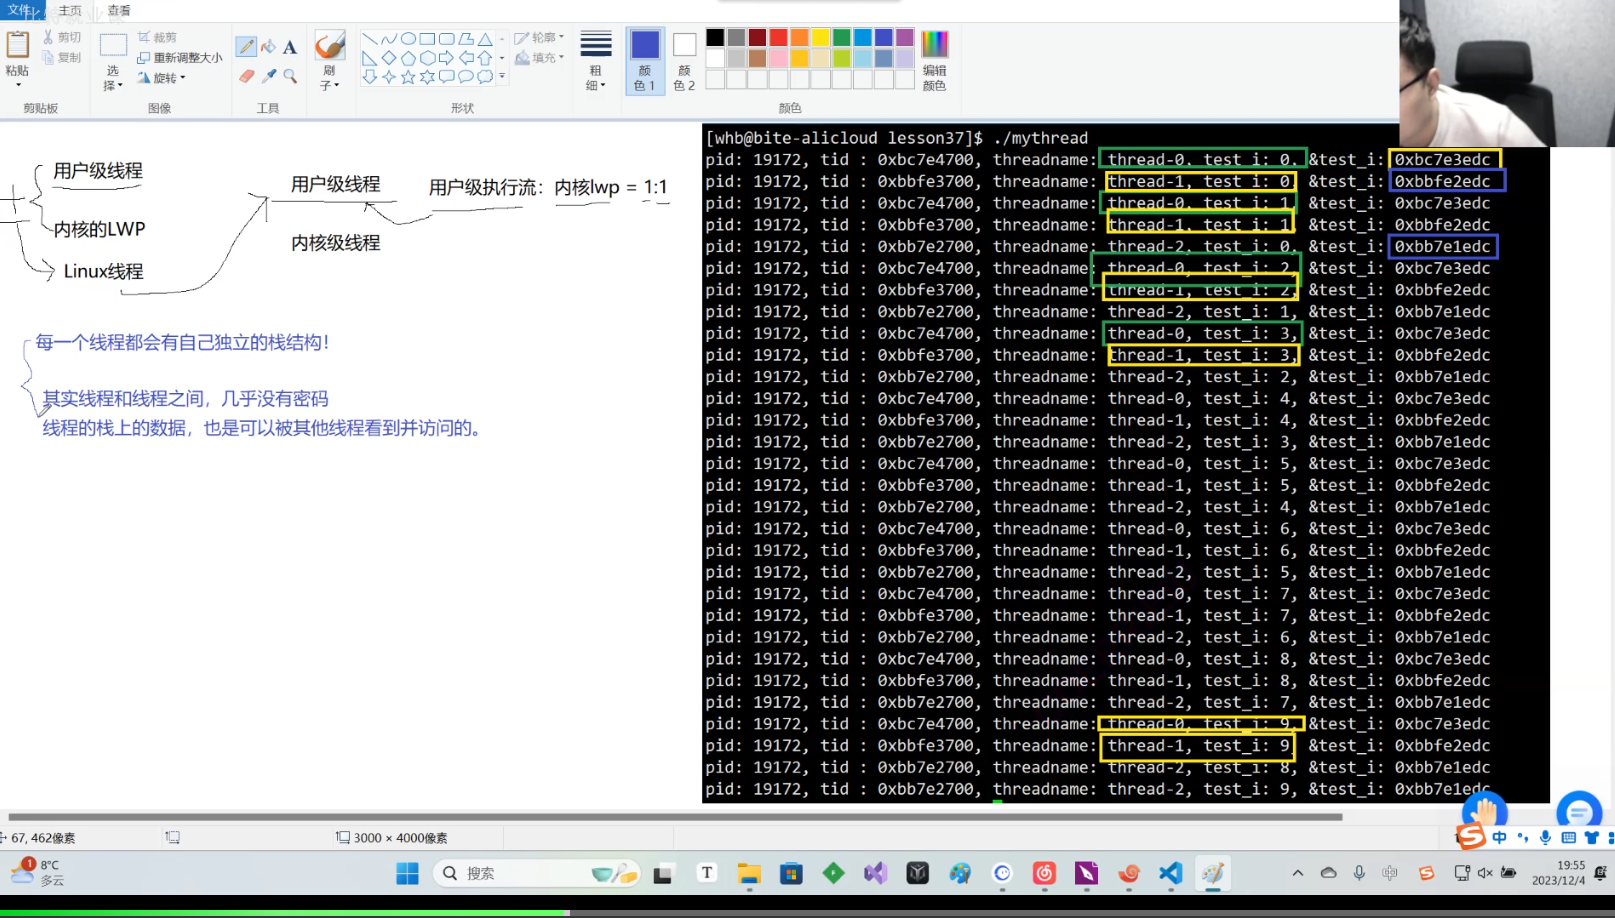 文件 主页 查看
粘贴
剪切
复制
剪贴板
选
择
裁剪
重新调整大小
旋转
图像
A
工具
刷
子
形状
轮廓
填充
粗
细
颜
色 1
颜
色 2
颜色
编辑
颜色
用户级线程
内核的LWP
Linux线程
用户级线程
内核级线程
用户级执行流：内核lwp = 1:1
每一个线程都会有自己独立的栈结构！
其实线程和线程之间，几乎没有密码
线程的栈上的数据，也是可以被其他线程看到并访问的。
[whb@bite-alicloud lesson37]$ ./mythread
pid: 19172, tid : 0xbc7e4700, threadname: thread-0, test_i: 0, &test_i: 0xbc7e3edc
pid: 19172, tid : 0xbbfe3700, threadname: thread-1, test_i: 0, &test_i: 0xbbfe2edc
pid: 19172, tid : 0xbc7e4700, threadname: thread-0, test_i: 1, &test_i: 0xbc7e3edc
pid: 19172, tid : 0xbbfe3700, threadname: thread-1, test_i: 1, &test_i: 0xbbfe2edc
pid: 19172, tid : 0xbb7e2700, threadname: thread-2, test_i: 0, &test_i: 0xbb7e1edc
pid: 19172, tid : 0xbc7e4700, threadname: thread-0, test_i: 2, &test_i: 0xbc7e3edc
pid: 19172, tid : 0xbbfe3700, threadname: thread-1, test_i: 2, &test_i: 0xbbfe2edc
pid: 19172, tid : 0xbb7e2700, threadname: thread-2, test_i: 1, &test_i: 0xbb7e1edc
pid: 19172, tid : 0xbc7e4700, threadname: thread-0, test_i: 3, &test_i: 0xbc7e3edc
pid: 19172, tid : 0xbbfe3700, threadname: thread-1, test_i: 3, &test_i: 0xbbfe2edc
pid: 19172, tid : 0xbb7e2700, threadname: thread-2, test_i: 2, &test_i: 0xbb7e1edc
pid: 19172, tid : 0xbc7e4700, threadname: thread-0, test_i: 4, &test_i: 0xbc7e3edc
pid: 19172, tid : 0xbbfe3700, threadname: thread-1, test_i: 4, &test_i: 0xbbfe2edc
pid: 19172, tid : 0xbb7e2700, threadname: thread-2, test_i: 3, &test_i: 0xbb7e1edc
pid: 19172, tid : 0xbc7e4700, threadname: thread-0, test_i: 5, &test_i: 0xbc7e3edc
pid: 19172, tid : 0xbbfe3700, threadname: thread-1, test_i: 5, &test_i: 0xbbfe2edc
pid: 19172, tid : 0xbb7e2700, threadname: thread-2, test_i: 4, &test_i: 0xbb7e1edc
pid: 19172, tid : 0xbc7e4700, threadname: thread-0, test_i: 6, &test_i: 0xbc7e3edc
pid: 19172, tid : 0xbbfe3700, threadname: thread-1, test_i: 6, &test_i: 0xbbfe2edc
pid: 19172, tid : 0xbb7e2700, threadname: thread-2, test_i: 5, &test_i: 0xbb7e1edc
pid: 19172, tid : 0xbc7e4700, threadname: thread-0, test_i: 7, &test_i: 0xbc7e3edc
pid: 19172, tid : 0xbbfe3700, threadname: thread-1, test_i: 7, &test_i: 0xbbfe2edc
pid: 19172, tid : 0xbb7e2700, threadname: thread-2, test_i: 6, &test_i: 0xbb7e1edc
pid: 19172, tid : 0xbc7e4700, threadname: thread-0, test_i: 8, &test_i: 0xbc7e3edc
pid: 19172, tid : 0xbbfe3700, threadname: thread-1, test_i: 8, &test_i: 0xbbfe2edc
pid: 19172, tid : 0xbb7e2700, threadname: thread-2, test_i: 7, &test_i: 0xbb7e1edc
pid: 19172, tid : 0xbc7e4700, threadname: thread-0, test_i: 9, &test_i: 0xbc7e3edc
pid: 19172, tid : 0xbbfe3700, threadname: thread-1, test_i: 9, &test_i: 0xbbfe2edc
pid: 19172, tid : 0xbb7e2700, threadname: thread-2, test_i: 8, &test_i: 0xbb7e1edc
pid: 19172, tid : 0xbb7e2700, threadname: thread-2, test_i: 9, &test_i: 0xbb7e1edc
67, 462像素
3000 × 4000像素
中
1
8°C
多云
搜索
T
中
19:55
2023/12/4